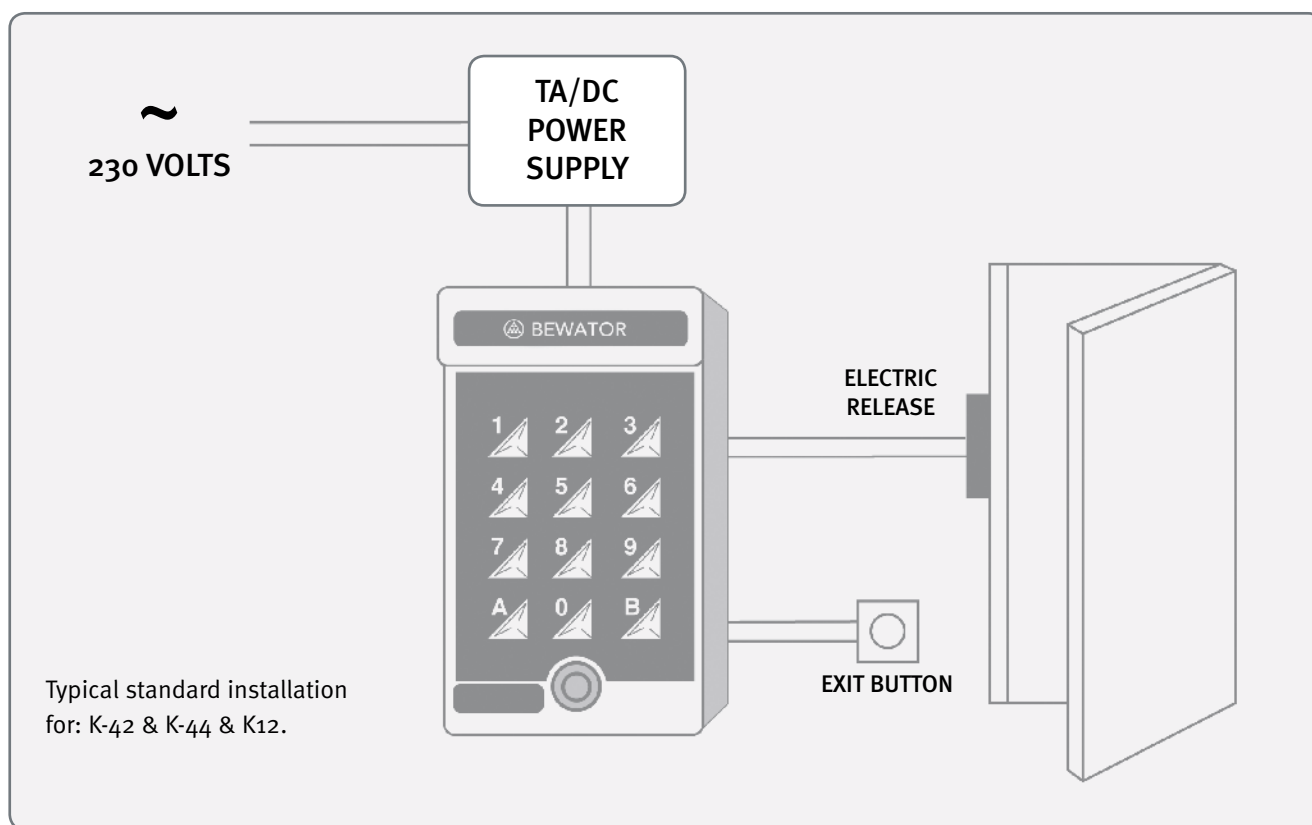 ~
230 VOLTS
TA/DC
POWER
SUPPLY
BEWATOR
1 2 3
4 5 6
7 8 9
A 0 B
ELECTRIC
RELEASE
EXIT BUTTON
Typical standard installation
for: K-42 & K-44 & K12.